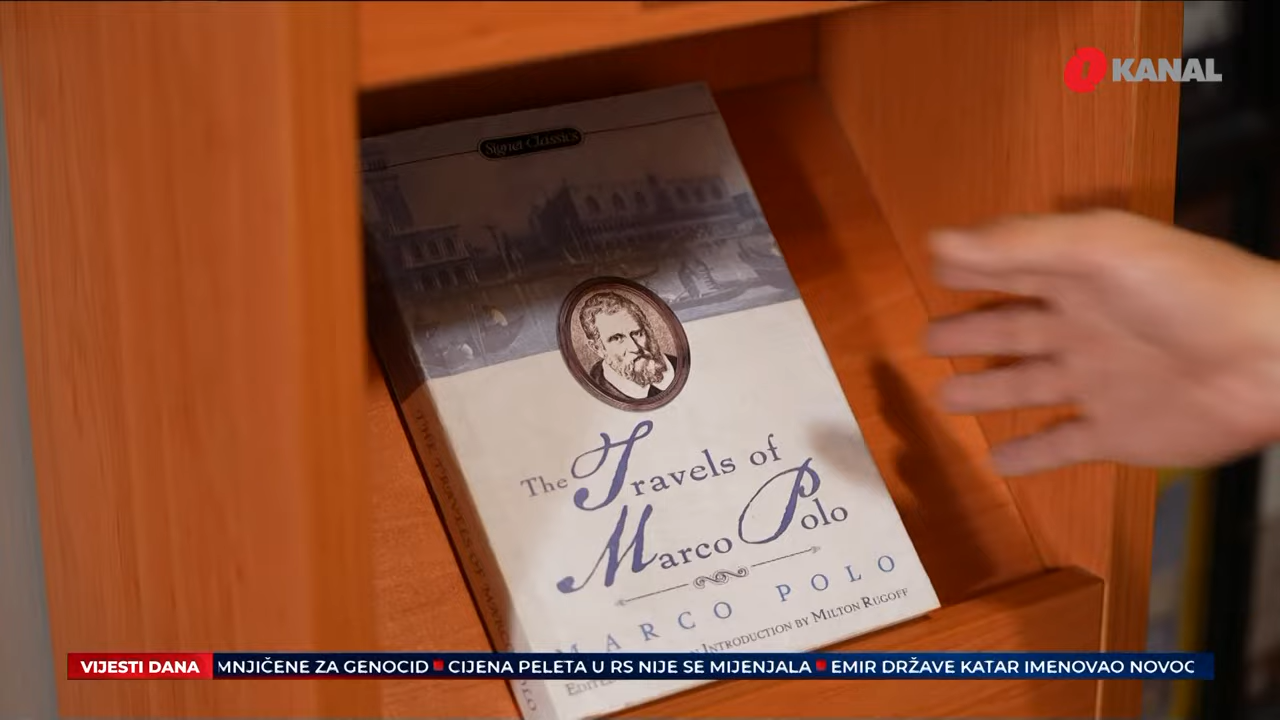 O KANAL
Signet Classics
The Travels of
Marco Polo
MARCO POLO
INTRODUCTION BY MILTON RUGOFF
THE TRAVELS OF MARCO POLO
VIJESTI DANA
MNJIČENE ZA GENOCID CIJENA PELETA U RS NIJE SE MIJENJALA EMIR DRŽAVE KATAR IMENOVAO NOVOG